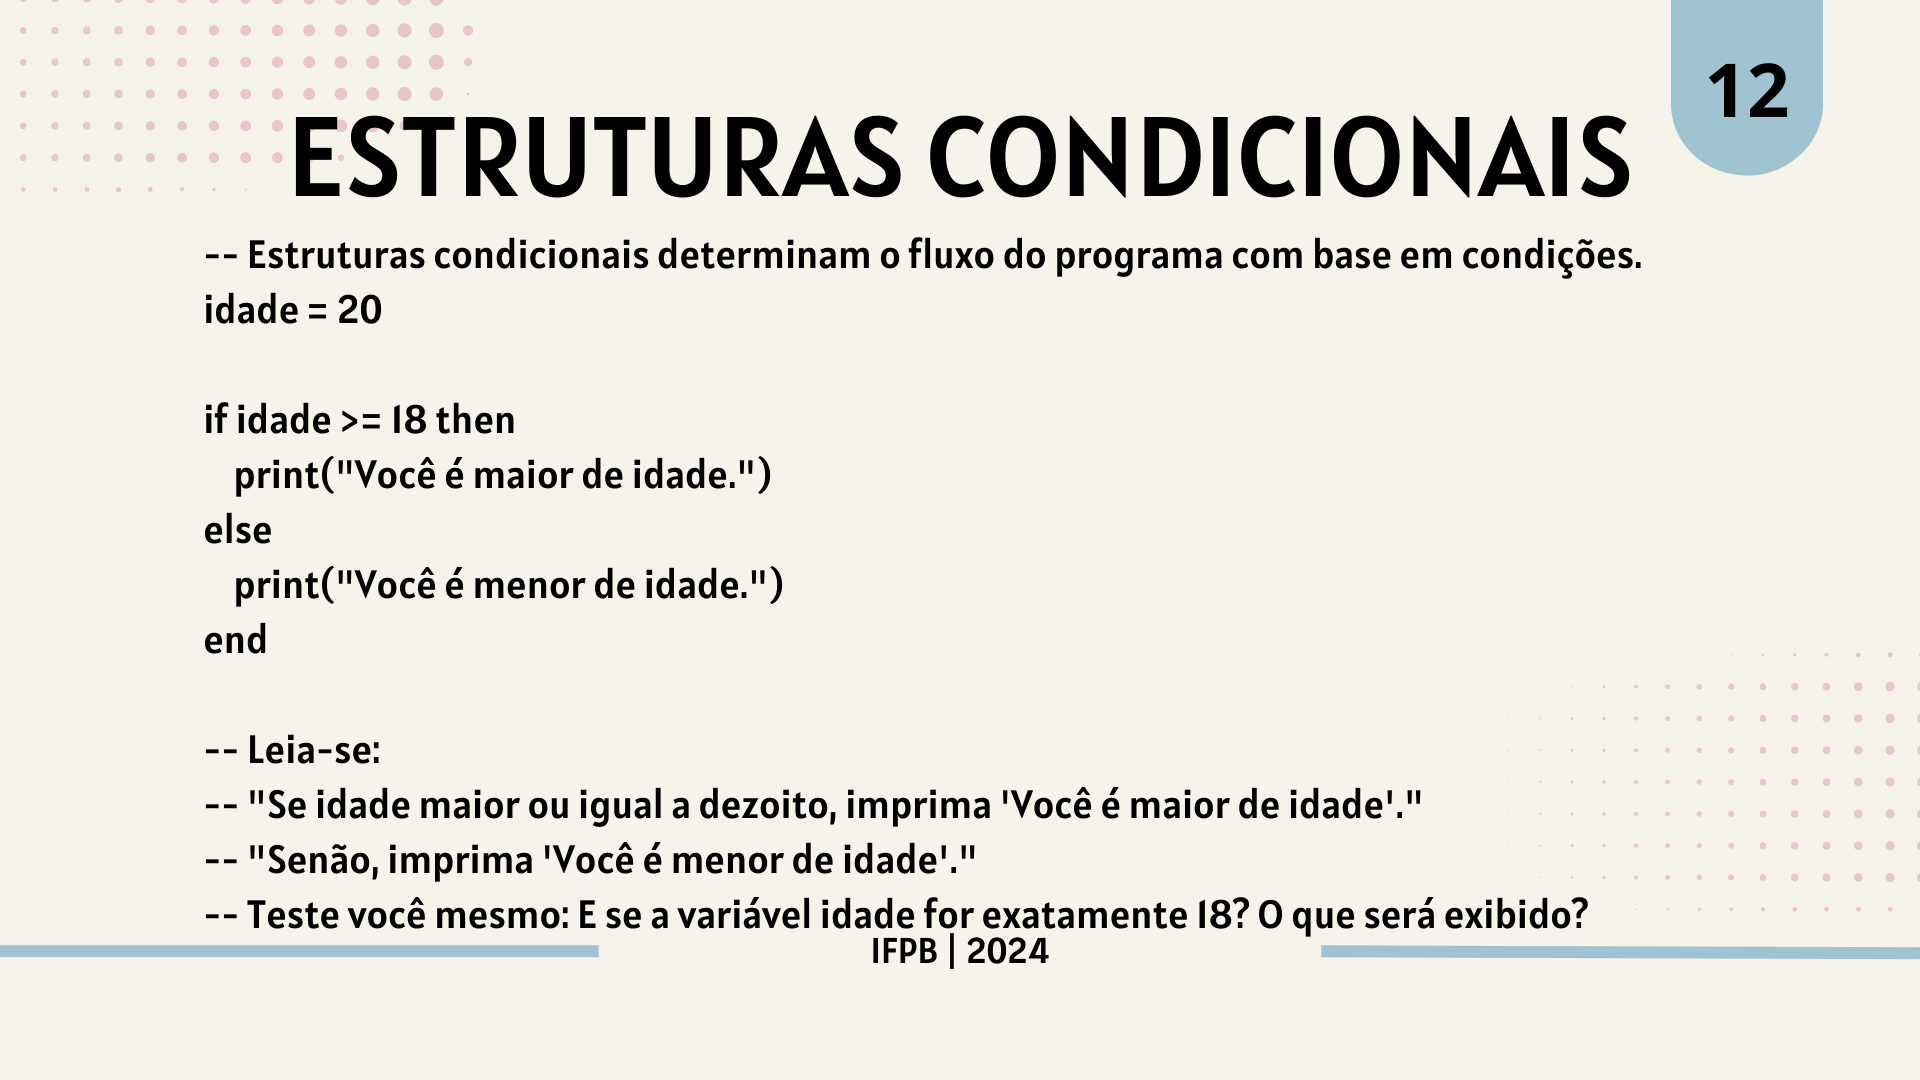 12
ESTRUTURAS CONDICIONAIS
-- Estruturas condicionais determinam o fluxo do programa com base em condições.
idade = 20
if idade >= 18 then
print("Você é maior de idade.")
else
print("Você é menor de idade.")
end
-- Leia-se:
-- "Se idade maior ou igual a dezoito, imprima 'Você é maior de idade'."
-- "Senão, imprima 'Você é menor de idade'."
-- Teste você mesmo: E se a variável idade for exatamente 18? O que será exibido?
IFPB | 2024